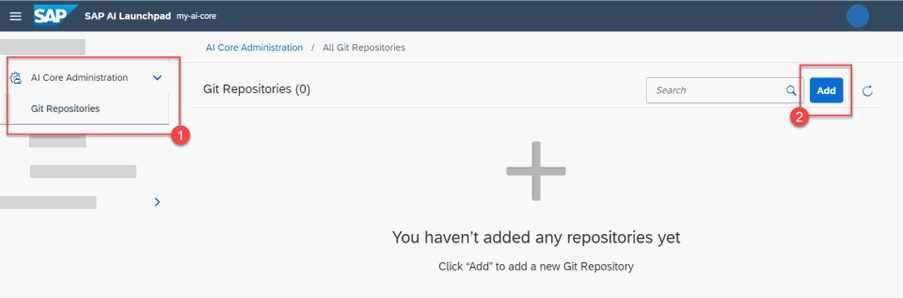 SAP SAP AI Launchpad my-ai-core
AI Core Administration / All Git Repositories
AI Core Administration
Git Repositories
1
Git Repositories (0)
Search
Add
2
You haven’t added any repositories yet
Click “Add” to add a new Git Repository